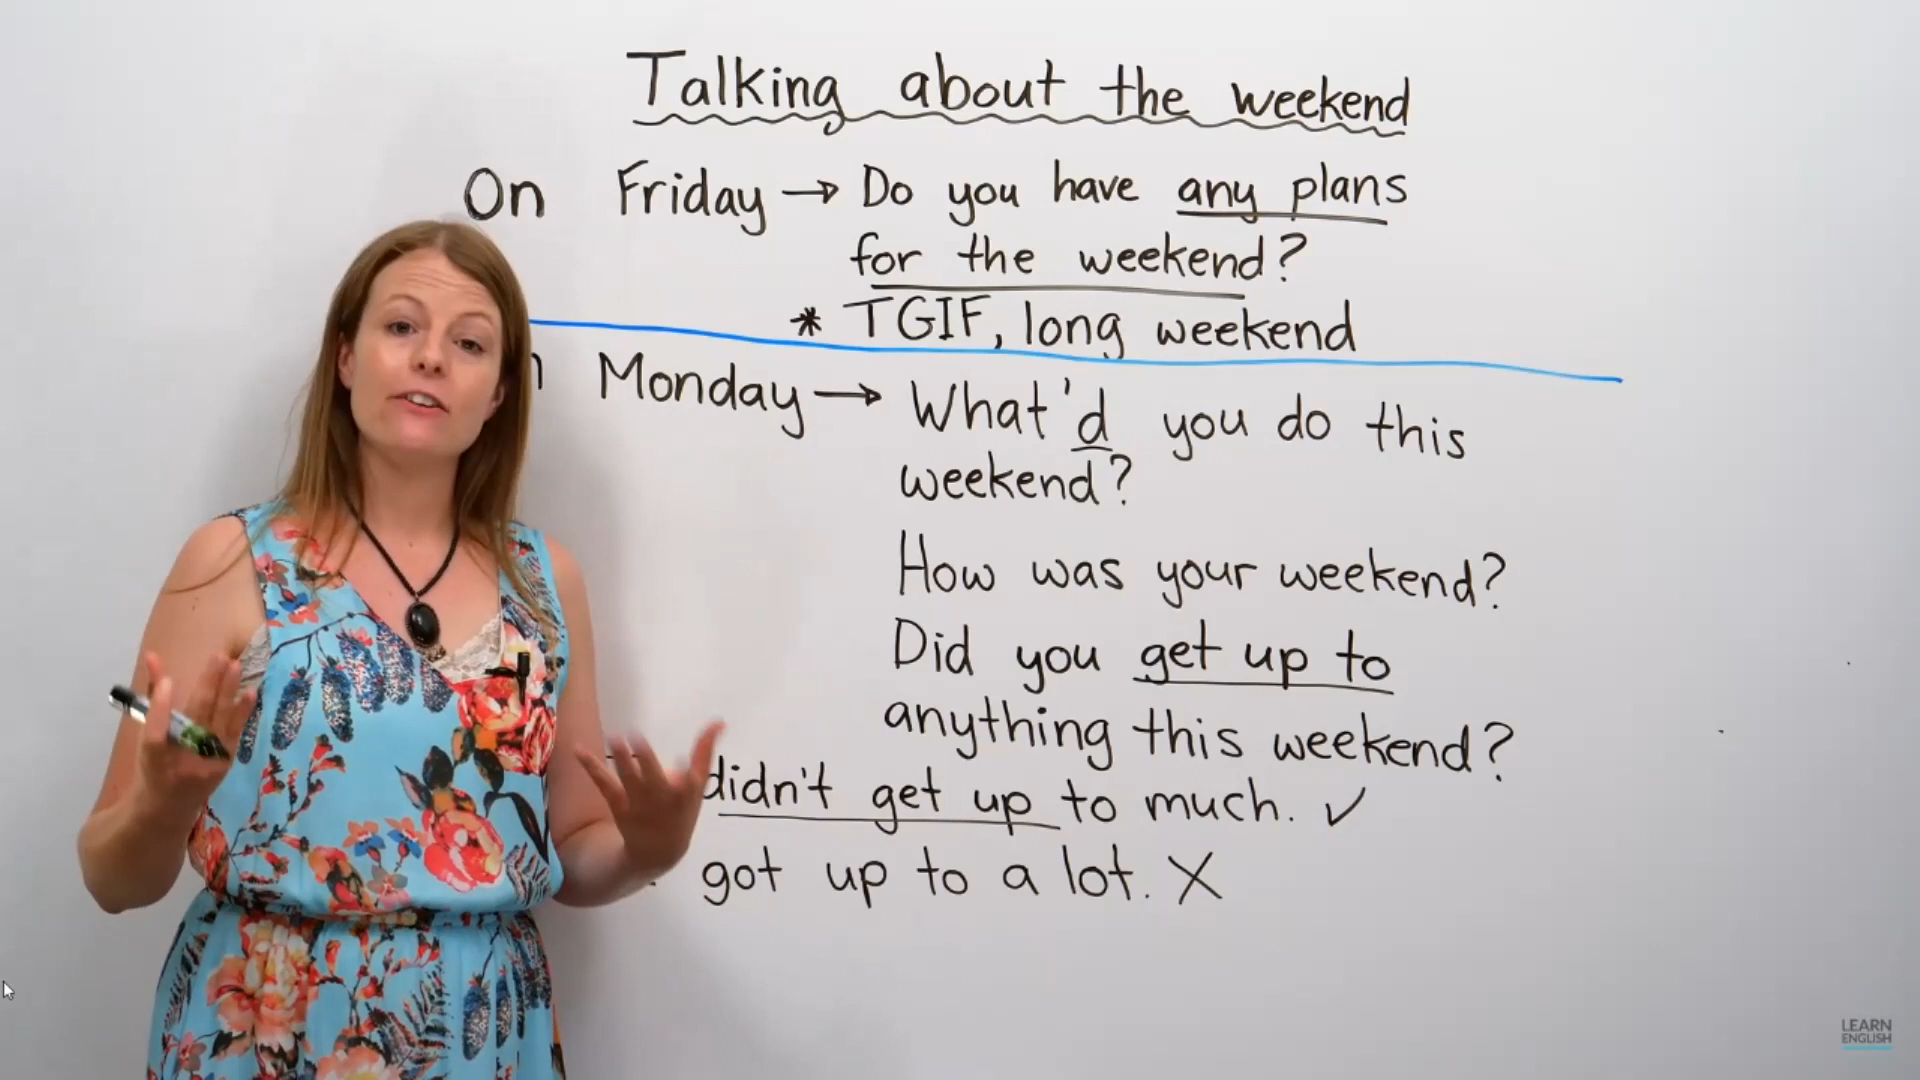 Talking about the weekend
On Friday → Do you have any plans
for the weekend?
* TGIF, long weekend
Monday → What'd you do this
weekend?
How was your weekend?
Did you get up to
anything this weekend?
didn't get up to much. ✓
got up to a lot. X
LEARN
ENGLISH